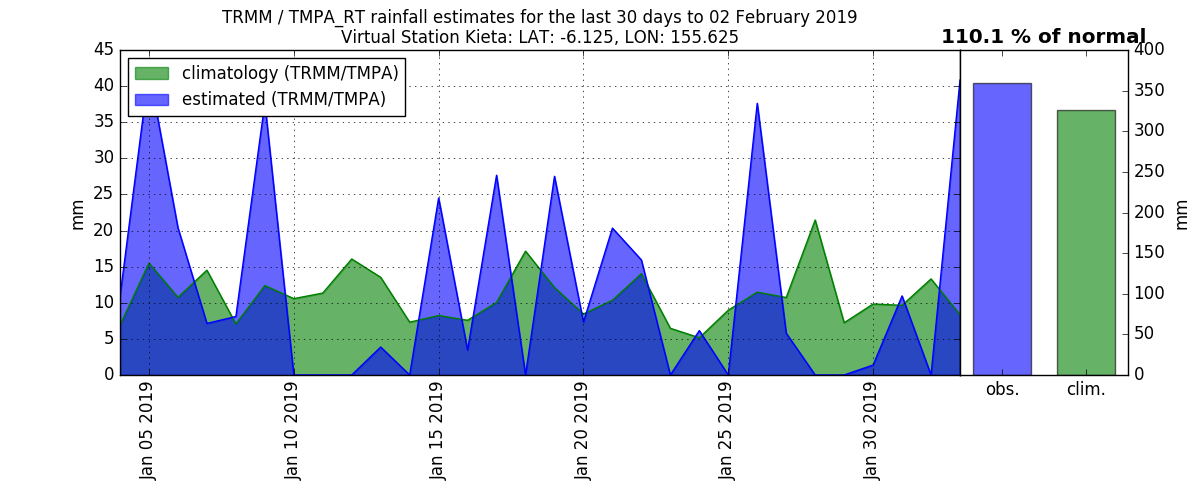 TRMM / TMPA_RT rainfall estimates for the last 30 days to 02 February 2019
Virtual Station Kieta: LAT: -6.125, LON: 155.625
110.1 % of normal
climatology (TRMM/TMPA)
estimated (TRMM/TMPA)
45
40
35
30
25
20
15
10
5
0
mm
Jan 05 2019
Jan 10 2019
Jan 15 2019
Jan 20 2019
Jan 25 2019
Jan 30 2019
obs.
clim.
400
350
300
250
200
150
100
50
0
mm